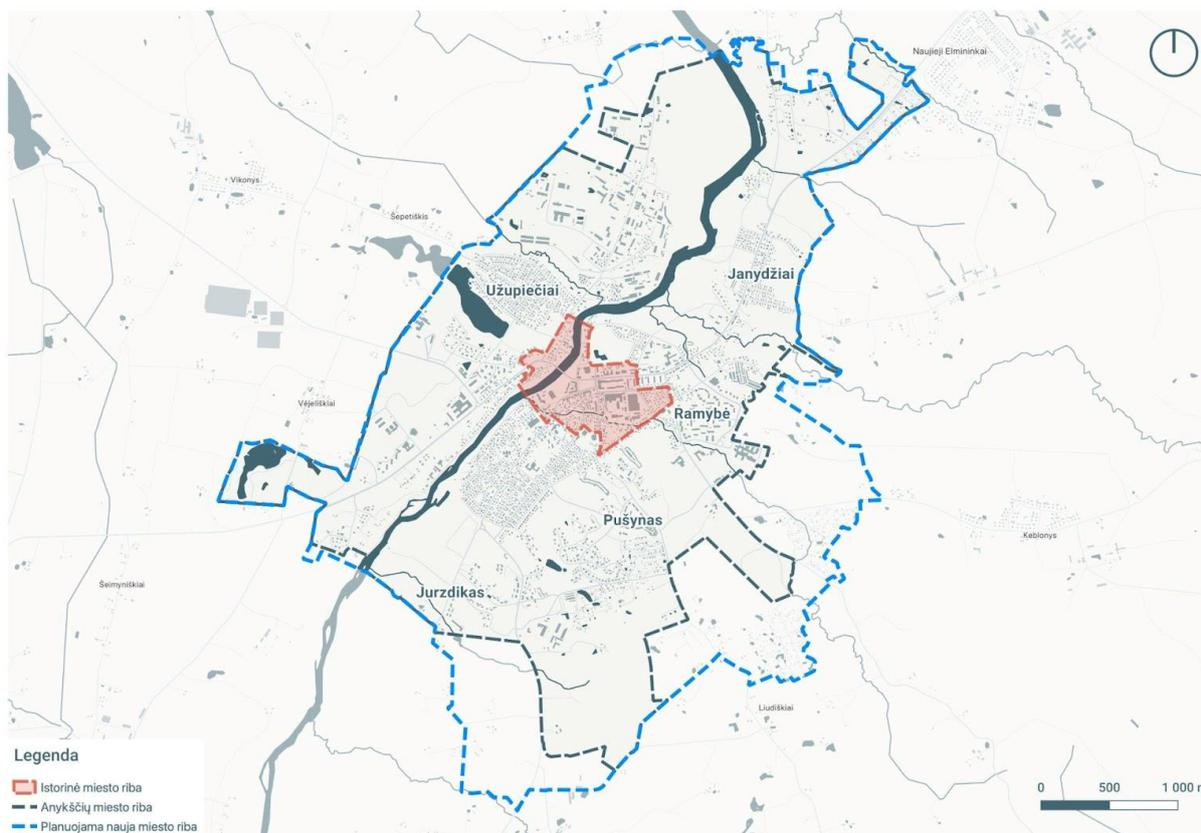 Naujieji Elmininkai
Vikonys
Šepetiškis
Janydžiai
Užupiečiai
Vėjeliškiai
Ramybė
Pušynas
Keblonys
Šeimyniškiai
Jurzdikas
Liudiškiai
Legenda
Istorinė miesto riba
Anykščių miesto riba
Planuojama nauja miesto riba
0 500 1 000 m